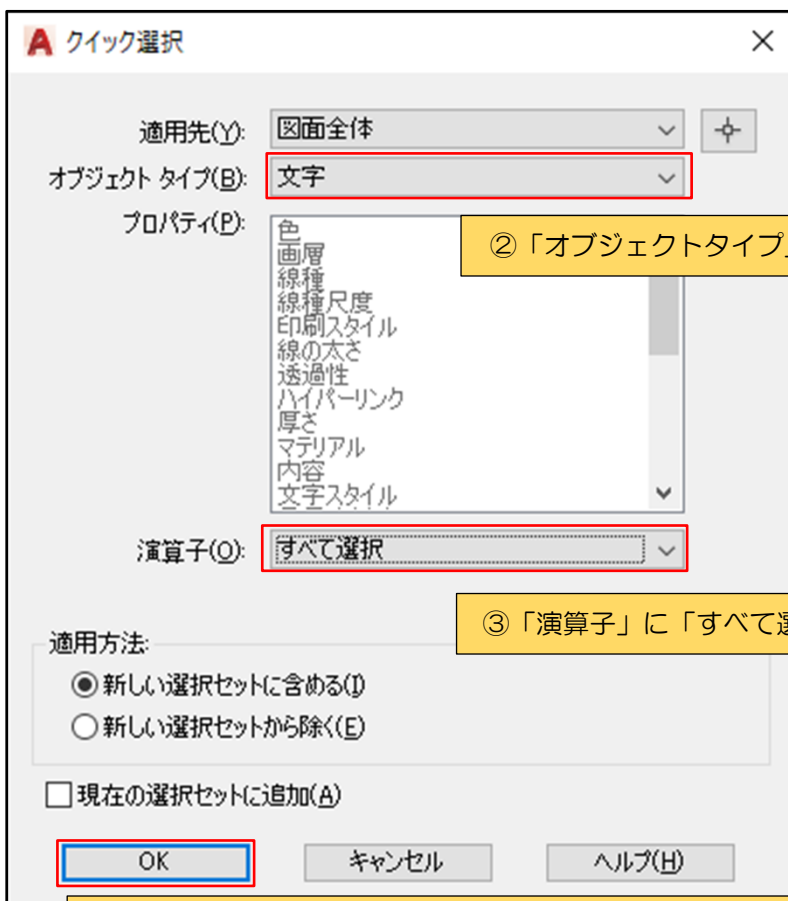 クイック選択
適用先(Y): 図面全体
オブジェクト タイプ(B): 文字
プロパティ(P):
色
画層
②「オブジェクトタイプ」
線種
線種尺度
印刷スタイル
線の太さ
透過性
ハイパーリンク
厚さ
マテリアル
内容
文字スタイル
演算子(O): すべて選択
③「演算子」に「すべて選
適用方法:
新しい選択セットに含める(I)
新しい選択セットから除く(E)
現在の選択セットに追加(A)
OK キャンセル ヘルプ(H)